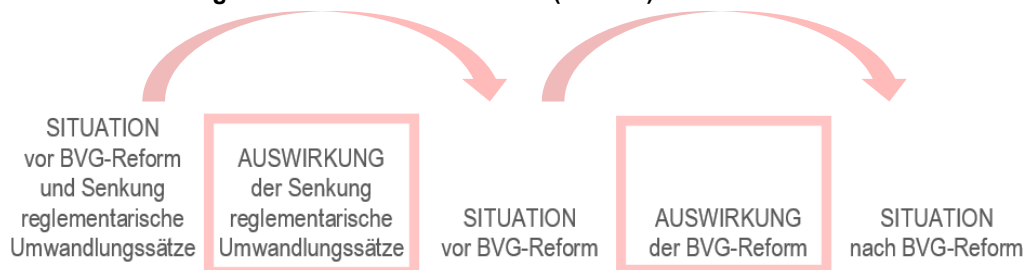 SITUATION
vor BVG-Reform
und Senkung
reglementarische
Umwandlungssätze
AUSWIRKUNG
der Senkung
reglementarische
Umwandlungssätze
SITUATION
vor BVG-Reform
AUSWIRKUNG
der BVG-Reform
SITUATION
nach BVG-Reform